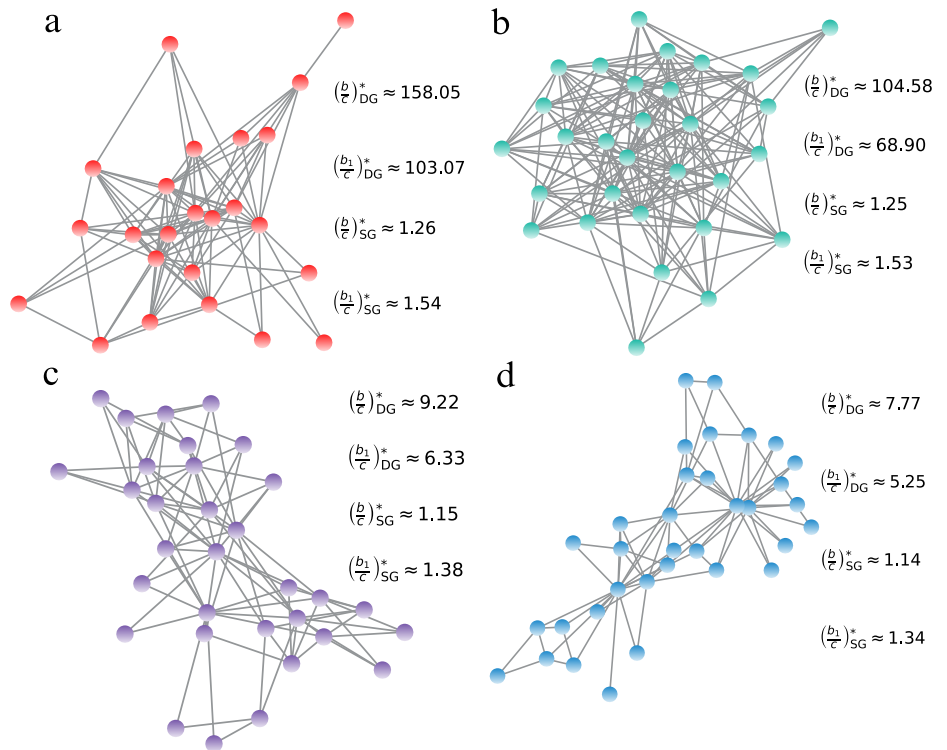 a
(b/c)*DG ≈ 158.05
(b₁/c)*DG ≈ 103.07
(b/c)*SG ≈ 1.26
(b₁/c)*SG ≈ 1.54
b
(b/c)*DG ≈ 104.58
(b₁/c)*DG ≈ 68.90
(b/c)*SG ≈ 1.25
(b₁/c)*SG ≈ 1.53
c
(b/c)*DG ≈ 9.22
(b₁/c)*DG ≈ 6.33
(b/c)*SG ≈ 1.15
(b₁/c)*SG ≈ 1.38
d
(b/c)*DG ≈ 7.77
(b₁/c)*DG ≈ 5.25
(b/c)*SG ≈ 1.14
(b₁/c)*SG ≈ 1.34